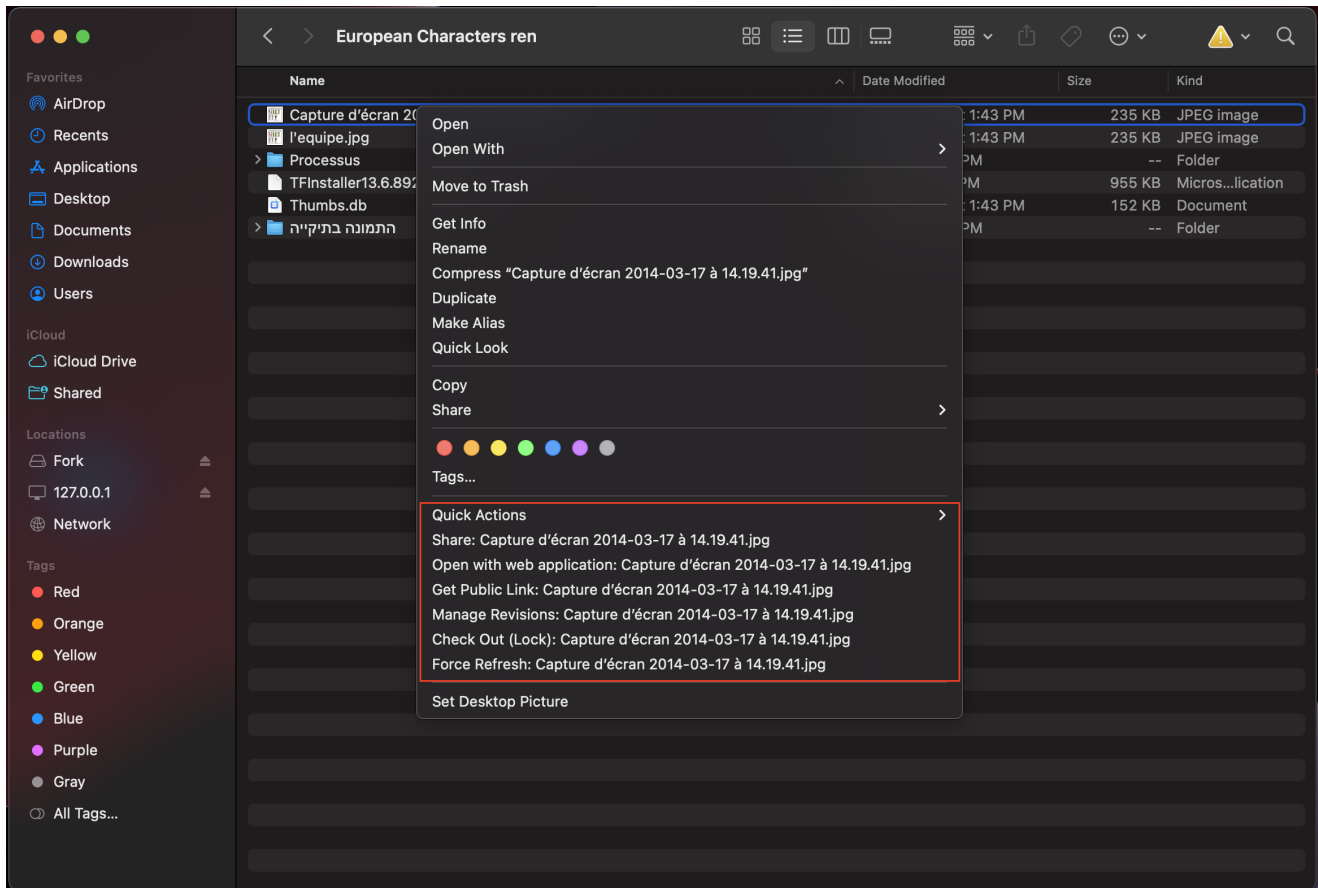 European Characters ren
Favorites
AirDrop
Recents
Applications
Desktop
Documents
Downloads
Users
iCloud
iCloud Drive
Shared
Locations
Fork
127.0.0.1
Network
Tags
Red
Orange
Yellow
Green
Blue
Purple
Gray
All Tags...
Name Date Modified Size Kind
Capture d’écran 20 1:43 PM 235 KB JPEG image
l'equipe.jpg 1:43 PM 235 KB JPEG image
Processus PM -- Folder
TFInstaller13.6.892 PM 955 KB Micros...lication
Thumbs.db 1:43 PM 152 KB Document
התמונה בתיקייה PM -- Folder
Open
Open With
Move to Trash
Get Info
Rename
Compress “Capture d’écran 2014-03-17 à 14.19.41.jpg”
Duplicate
Make Alias
Quick Look
Copy
Share
Tags...
Quick Actions
Share: Capture d’écran 2014-03-17 à 14.19.41.jpg
Open with web application: Capture d’écran 2014-03-17 à 14.19.41.jpg
Get Public Link: Capture d’écran 2014-03-17 à 14.19.41.jpg
Manage Revisions: Capture d’écran 2014-03-17 à 14.19.41.jpg
Check Out (Lock): Capture d’écran 2014-03-17 à 14.19.41.jpg
Force Refresh: Capture d’écran 2014-03-17 à 14.19.41.jpg
Set Desktop Picture